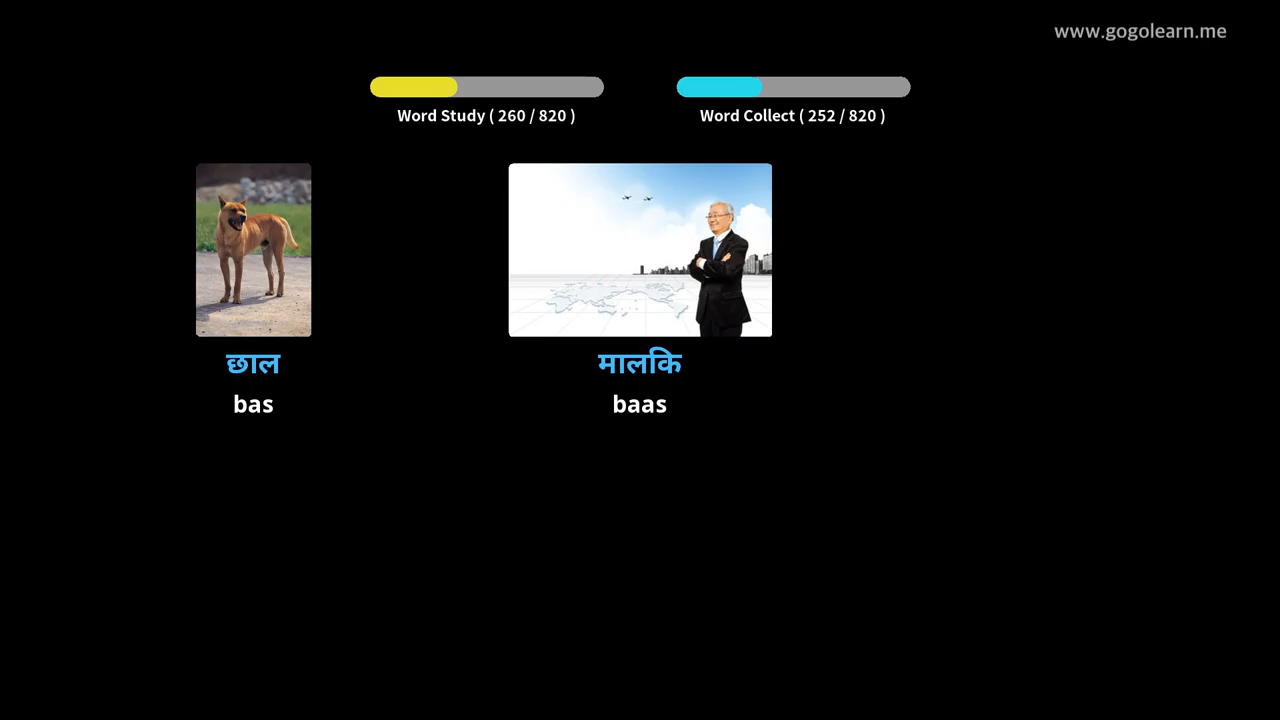 www.gogolearn.me
Word Study ( 260 / 820 )
Word Collect ( 252 / 820 )
छाल
मालकि
bas
baas